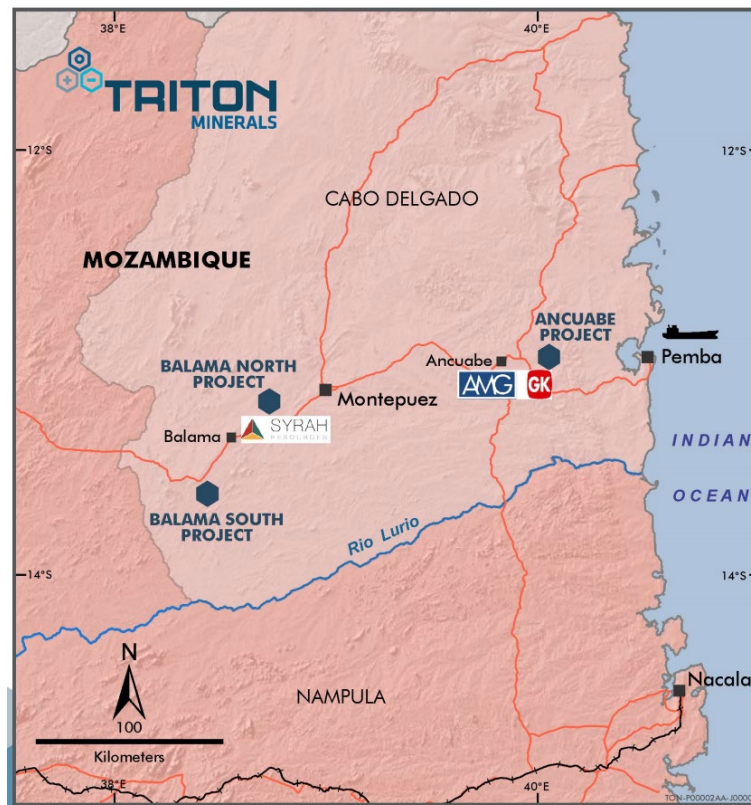 38°E
40°E
TRITON
MINERALS
12°S
12°S
CABO DELGADO
MOZAMBIQUE
ANCUABE
PROJECT
BALAMA NORTH
PROJECT
Ancuabe
Pemba
AMG GK
Montepuez
SYRAH
RESOURCES
Balama
INDIAN
OCEAN
BALAMA SOUTH
PROJECT
Rio Lurio
14°S
14°S
N
NAMPULA
Nacala
100
Kilometers
38°E
40°E